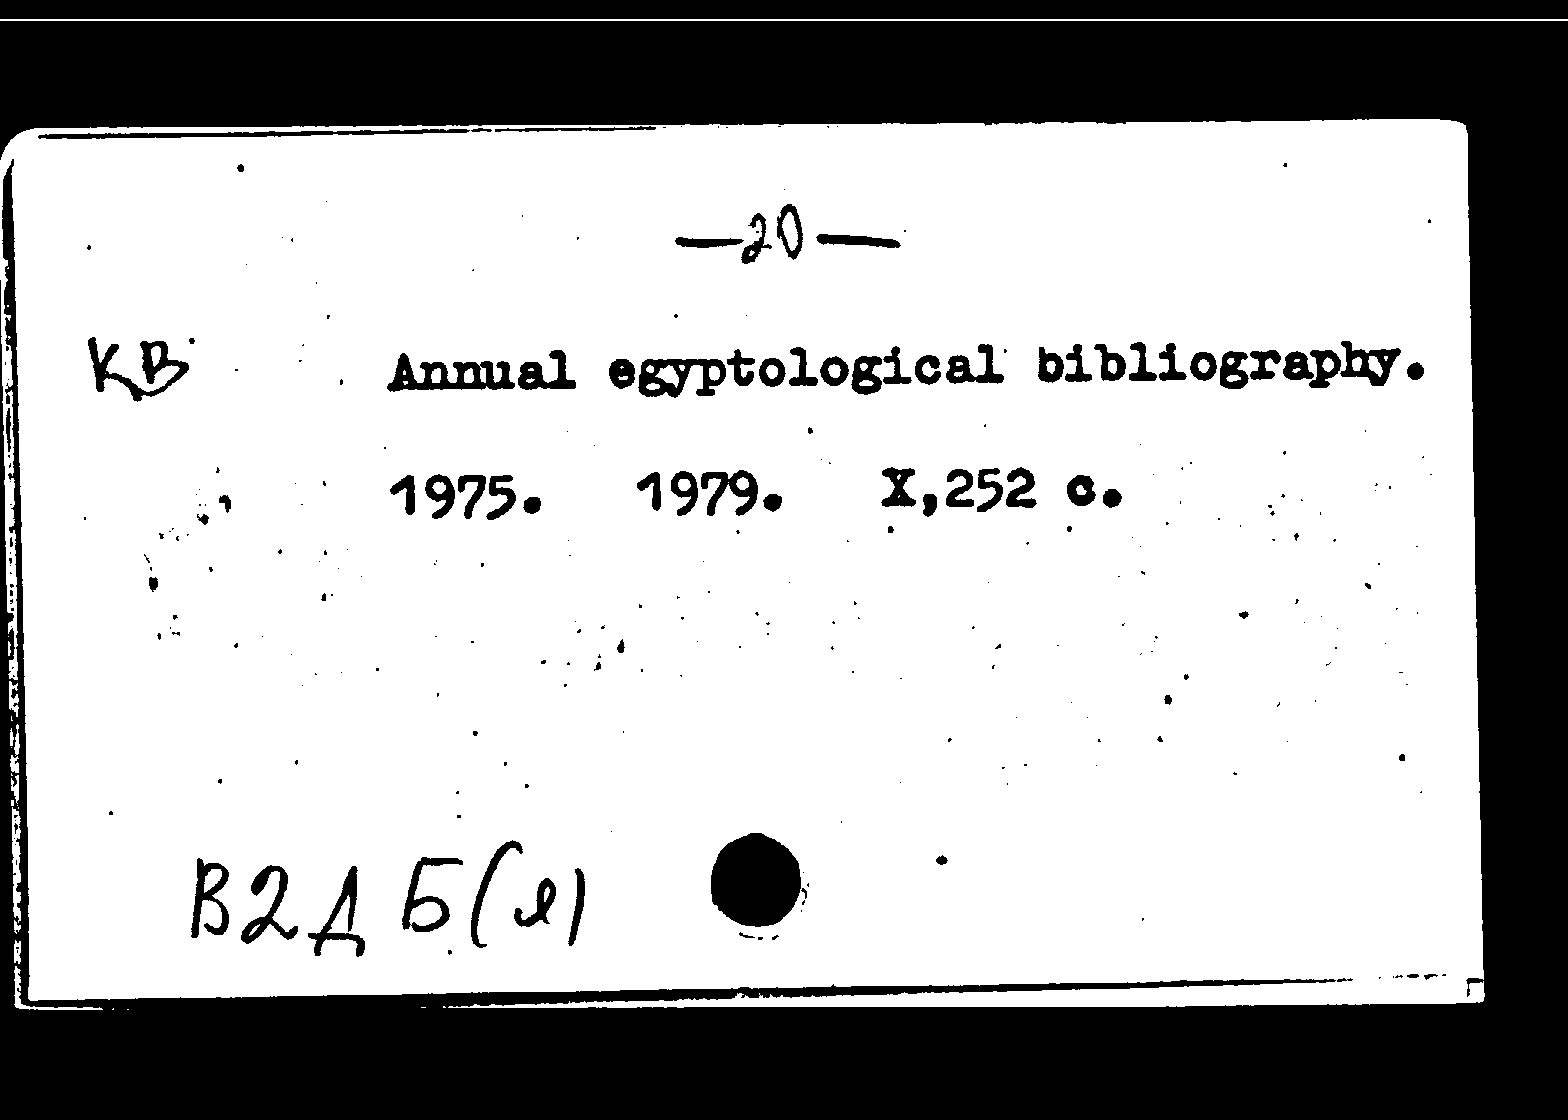 —20—
КВ Annual egyptological bibliography.
1975. 1979. X,252 с.
В2Д Б(я)